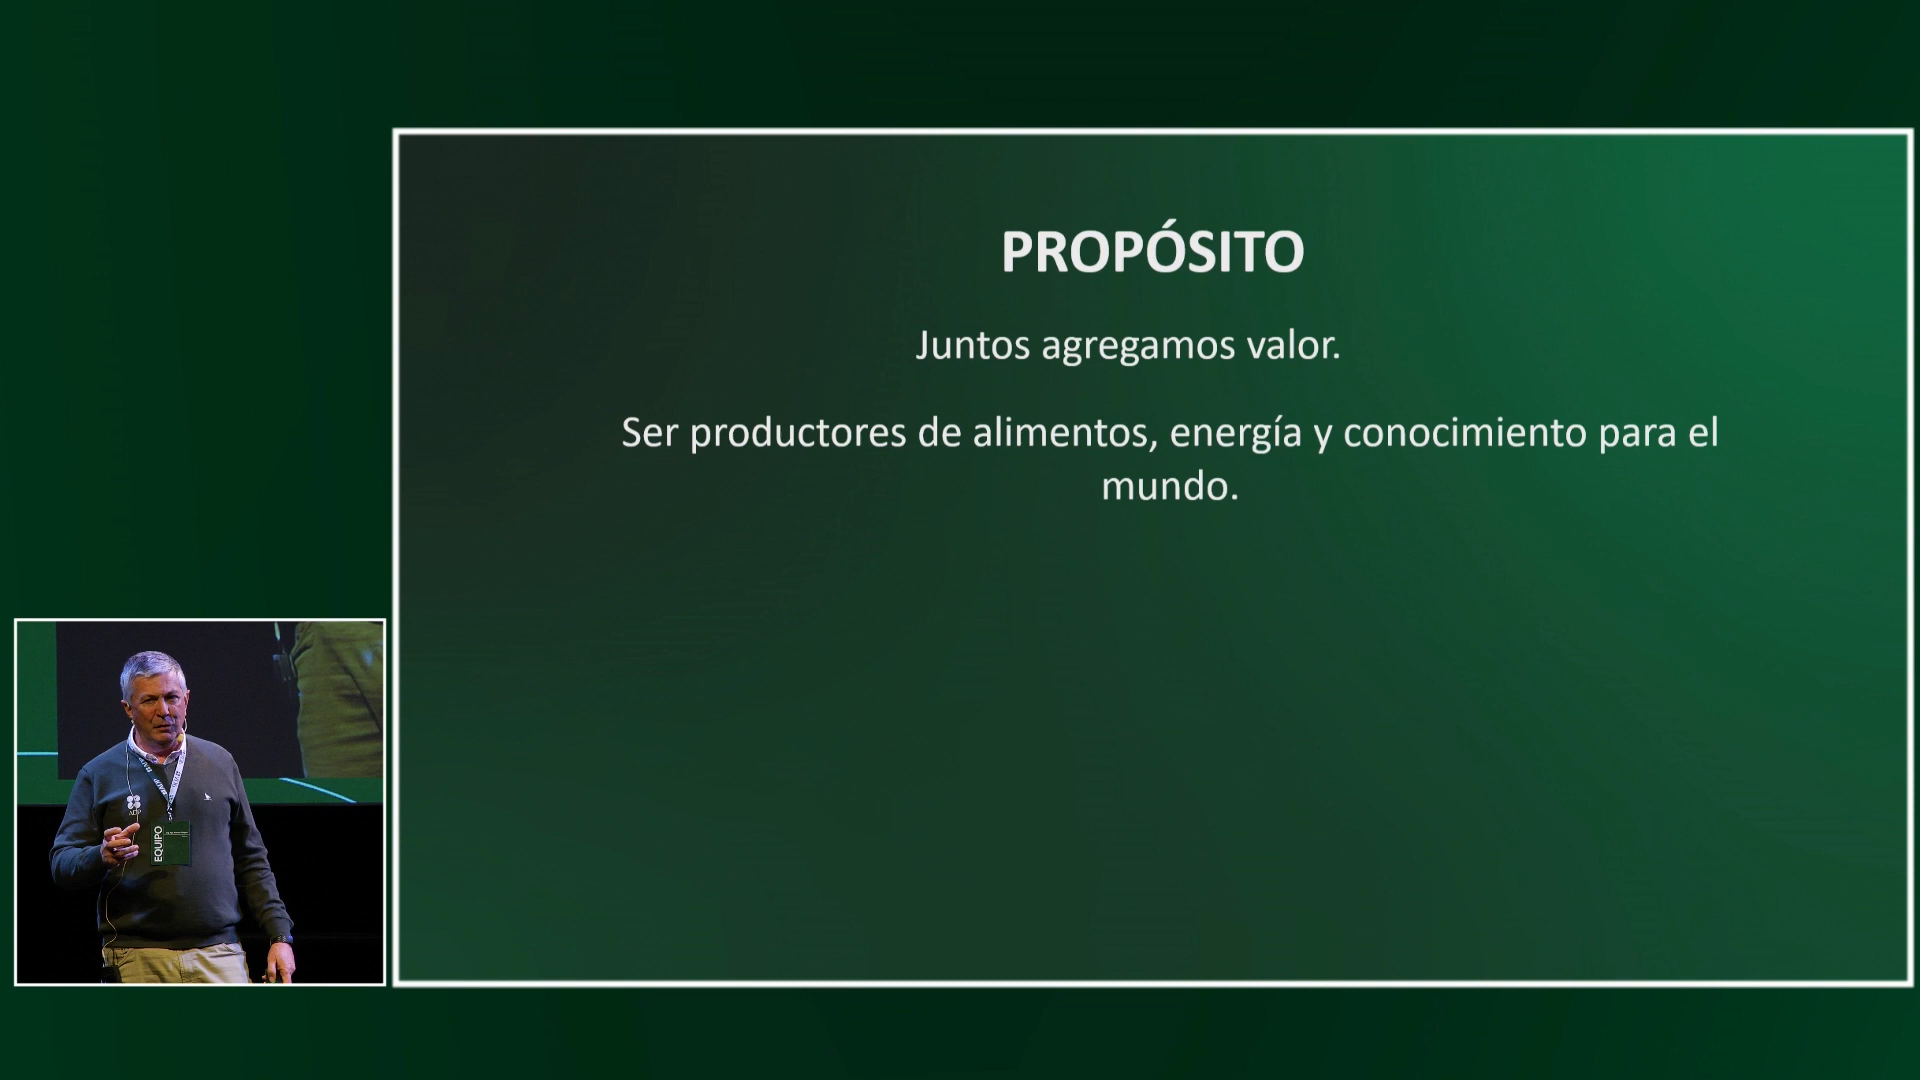 PROPÓSITO
Juntos agregamos valor.
Ser productores de alimentos, energía y conocimiento para el
mundo.
EQUIPO